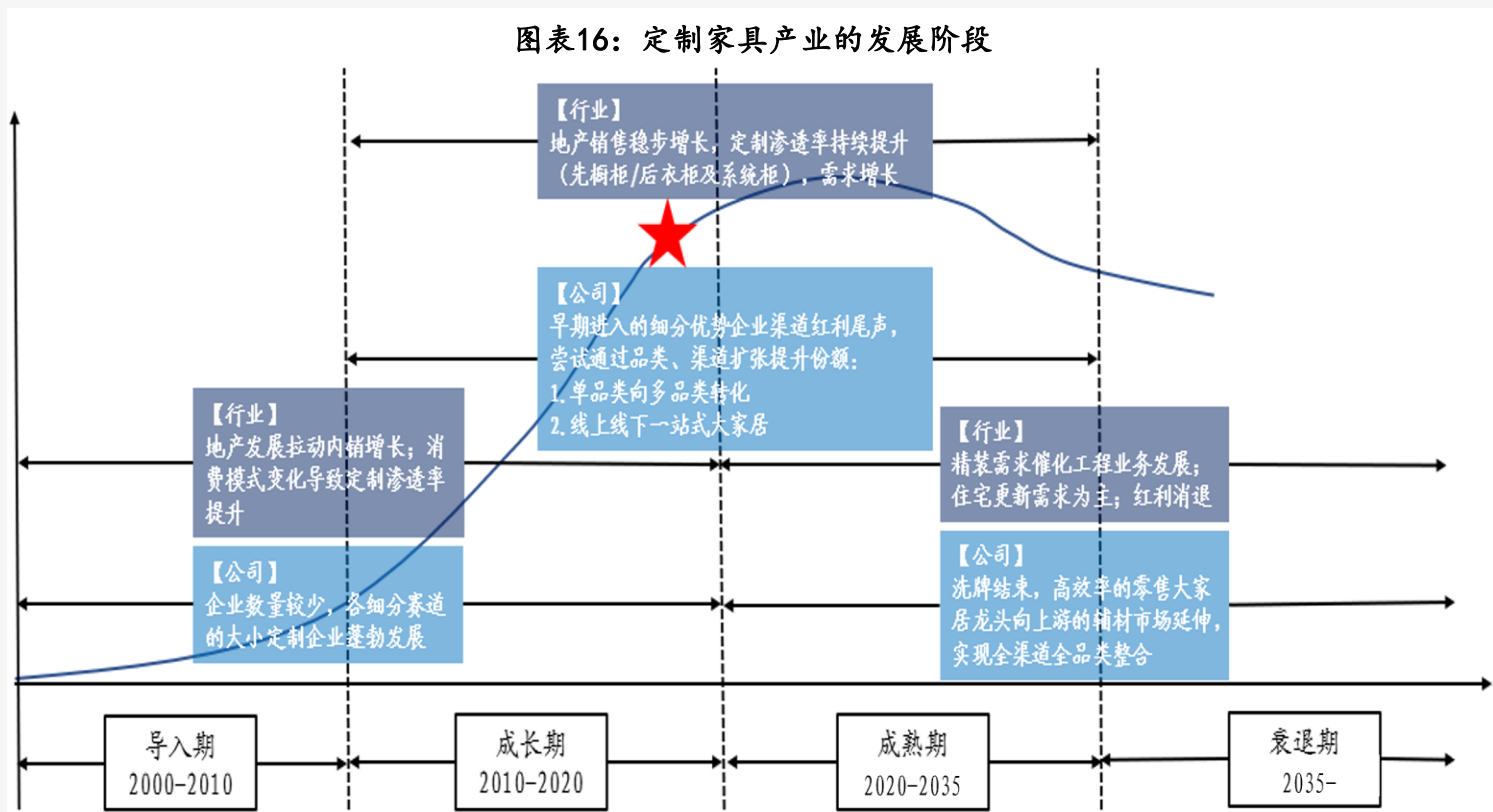 图表16：定制家具产业的发展阶段
【行业】
地产销售稳步增长，定制渗透率持续提升
（先橱柜/后衣柜及系统柜），需求增长
【公司】
早期进入的细分优势企业渠道红利尾声，
尝试通过品类、渠道扩张提升份额：
1.单品类向多品类转化
2.线上线下一站式大家居
【行业】
地产发展拉动内销增长；消
费模式变化导致定制渗透率
提升
【公司】
企业数量较少，各细分赛道
的大小定制企业蓬勃发展
【行业】
精装需求催化工程业务发展；
住宅更新需求为主；红利消退
【公司】
洗牌结束，高效率的零售大家
居龙头向上游的辅材市场延伸，
实现全渠道全品类整合
导入期
2000-2010
成长期
2010-2020
成熟期
2020-2035
衰退期
2035-